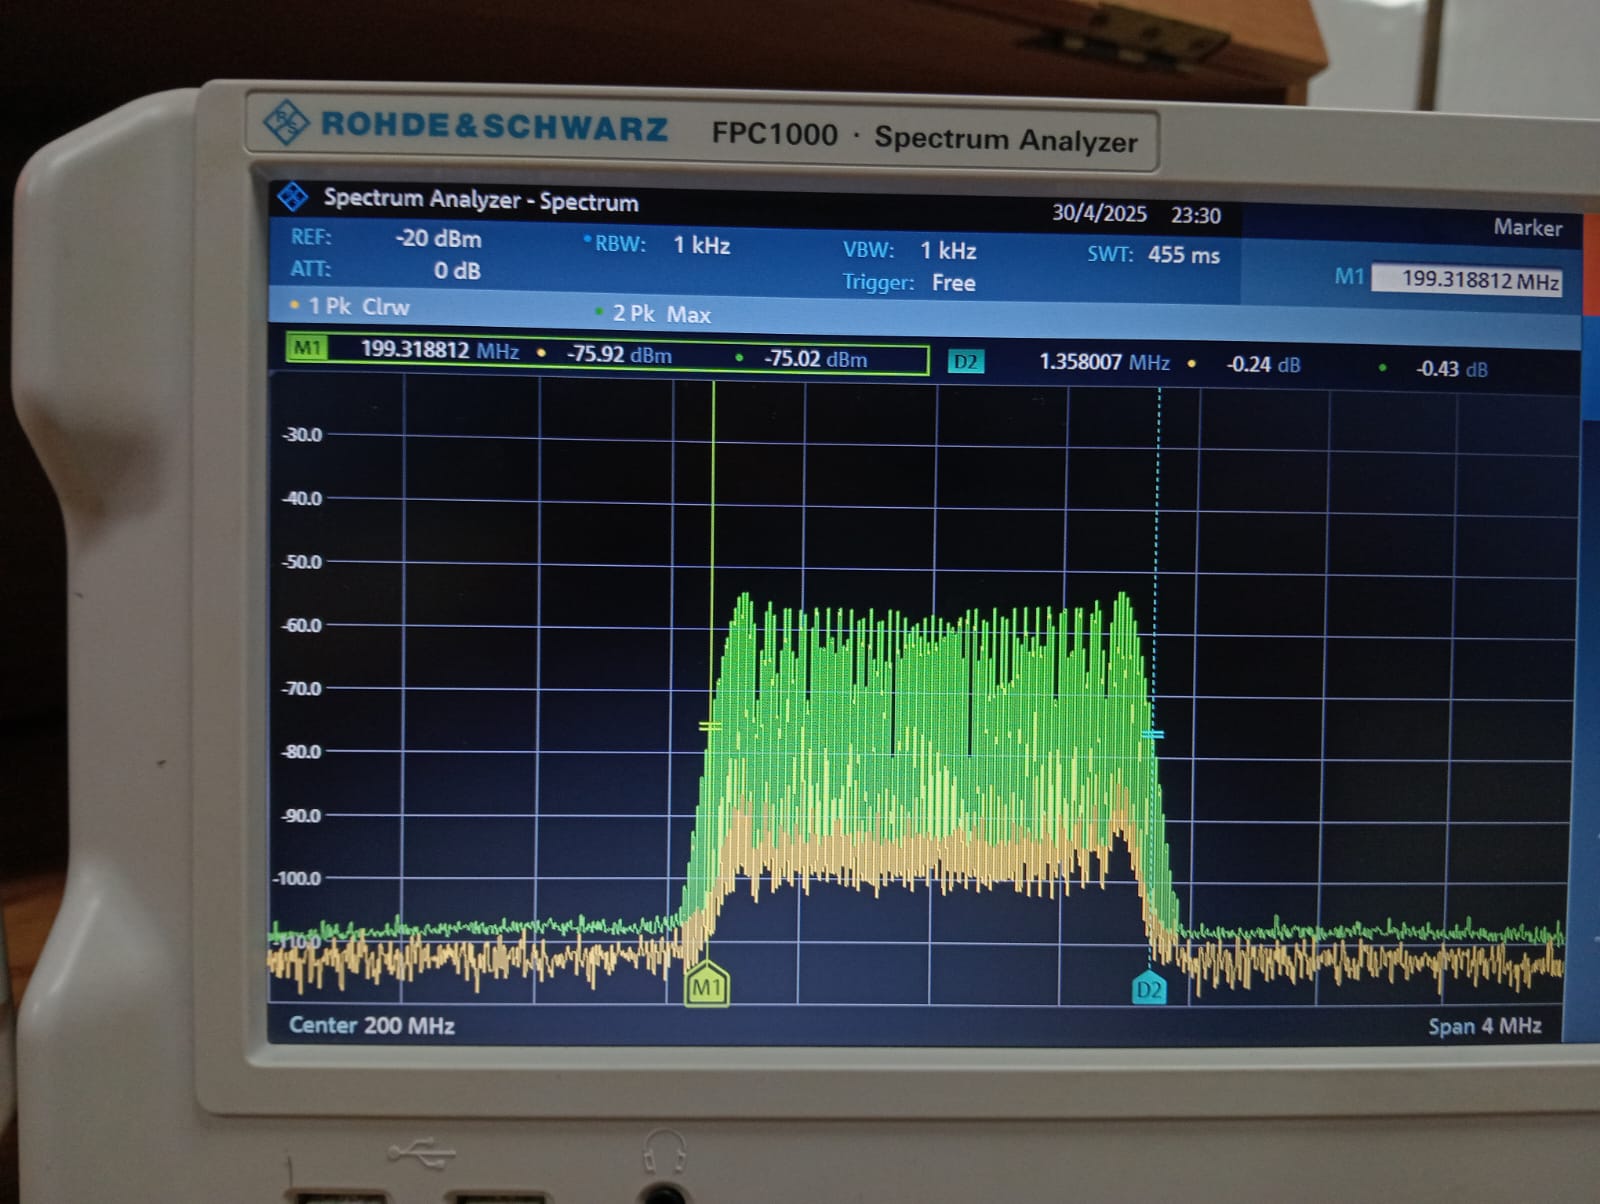 ROHDE&SCHWARZ FPC1000 · Spectrum Analyzer
Spectrum Analyzer - Spectrum 30/4/2025 23:30 Marker
REF: -20 dBm RBW: 1 kHz VBW: 1 kHz SWT: 455 ms
ATT: 0 dB Trigger: Free M1 199.318812 MHz
1 Pk Clrw 2 Pk Max
M1 199.318812 MHz -75.92 dBm -75.02 dBm D2 1.358007 MHz -0.24 dB -0.43 dB
-30.0
-40.0
-50.0
-60.0
-70.0
-80.0
-90.0
-100.0
-110.0
M1 D2
Center 200 MHz Span 4 MHz